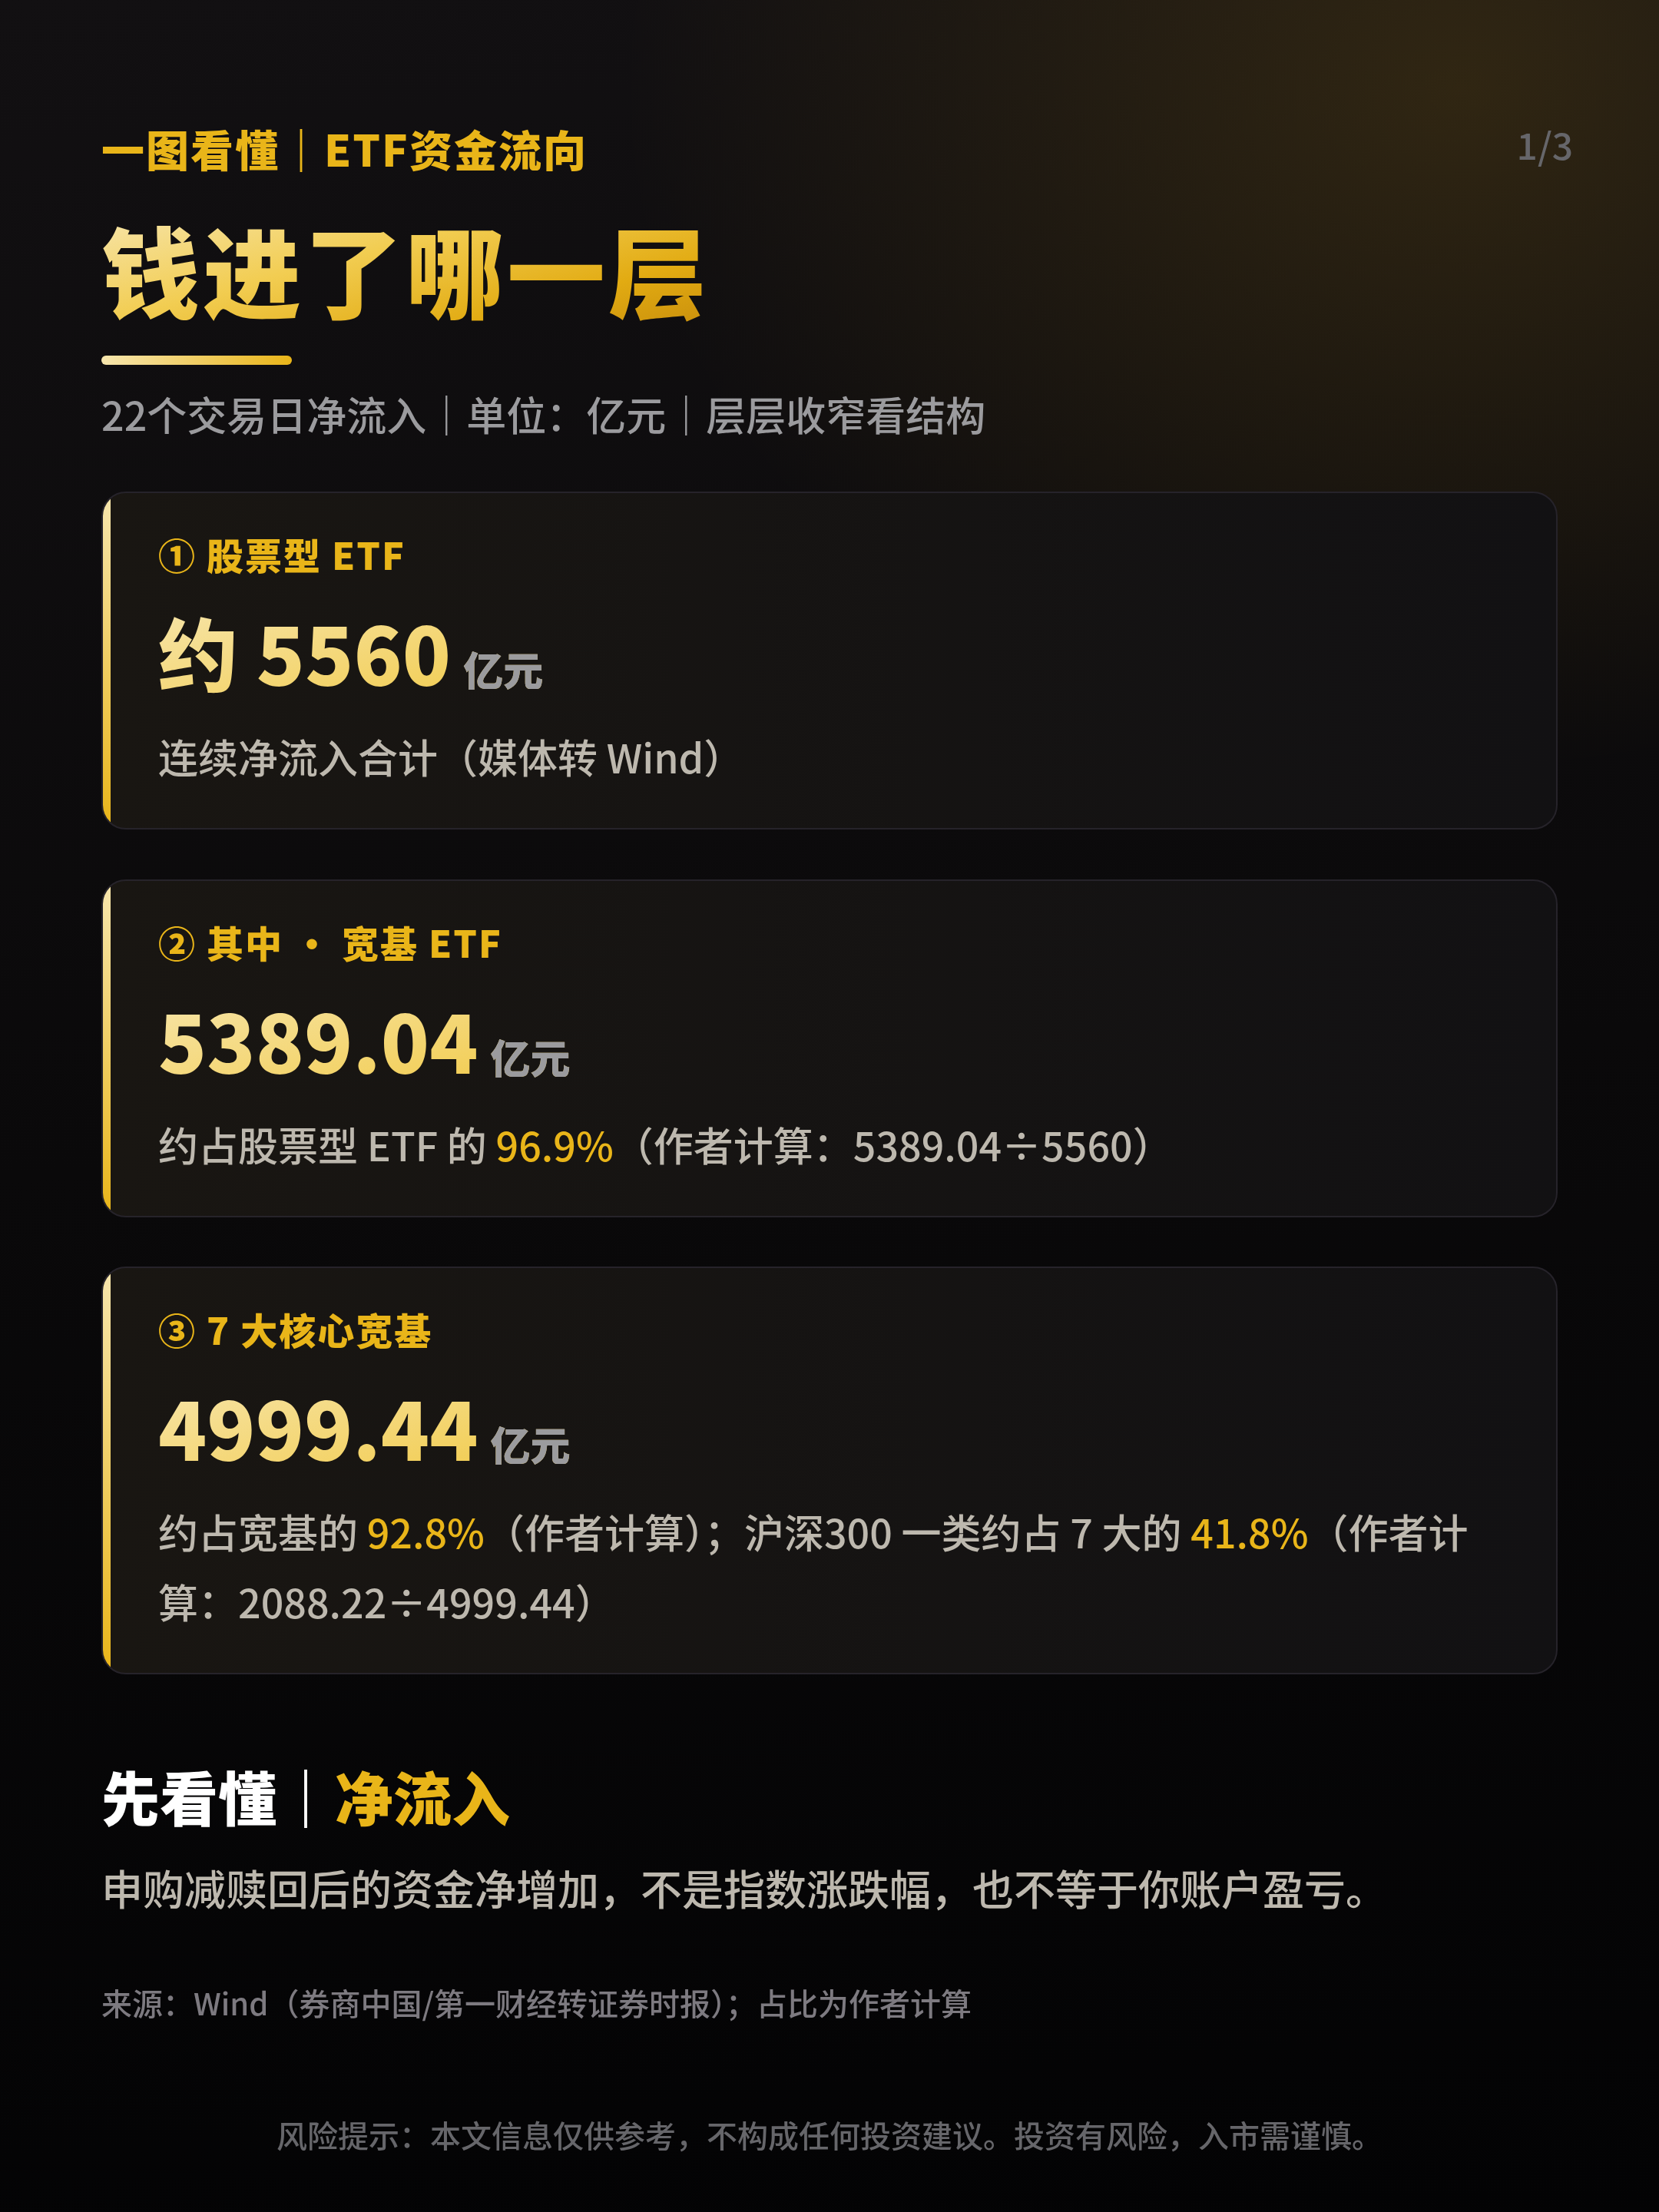 一图看懂｜ETF资金流向
1/3
钱进了哪一层
22个交易日净流入｜单位：亿元｜层层收窄看结构
① 股票型 ETF
约 5560 亿元
连续净流入合计（媒体转 Wind）
② 其中 · 宽基 ETF
5389.04 亿元
约占股票型 ETF 的 96.9%（作者计算：5389.04÷5560）
③ 7 大核心宽基
4999.44 亿元
约占宽基的 92.8%（作者计算）；沪深300 一类约占 7 大的 41.8%（作者计
算：2088.22÷4999.44）
先看懂｜净流入
申购减赎回后的资金净增加，不是指数涨跌幅，也不等于你账户盈亏。
来源：Wind（券商中国/第一财经转证券时报）；占比为作者计算
风险提示：本文信息仅供参考，不构成任何投资建议。投资有风险，入市需谨慎。